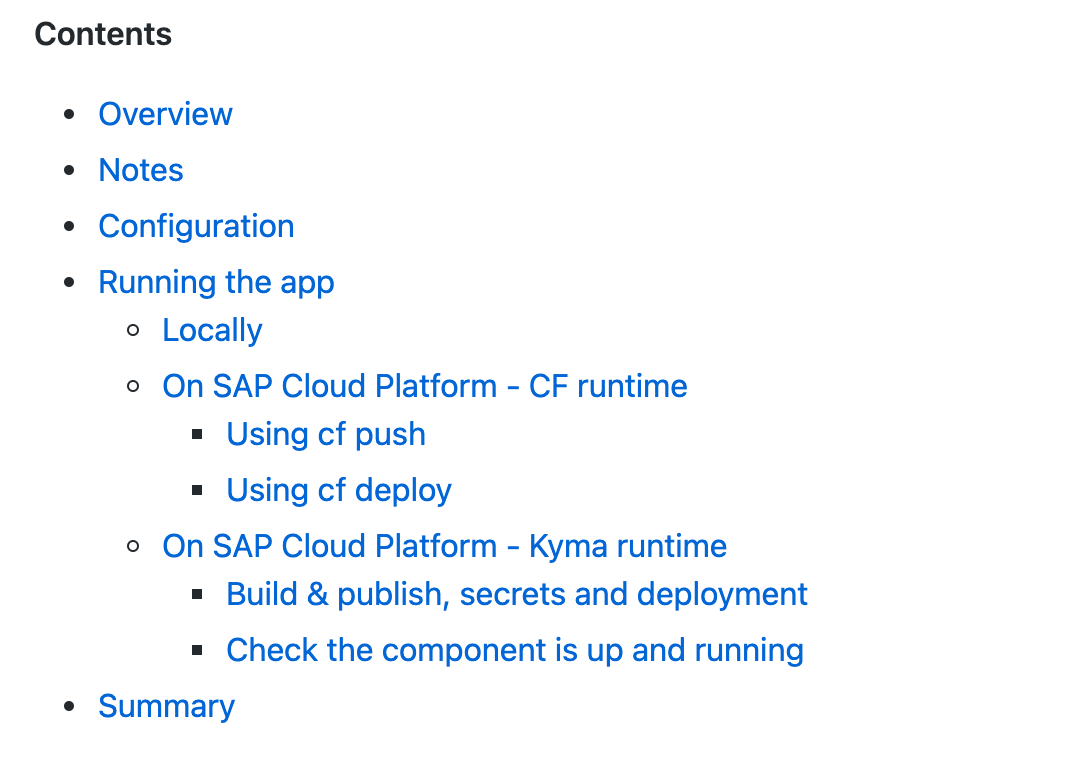 Contents
Overview
Notes
Configuration
Running the app
Locally
On SAP Cloud Platform - CF runtime
Using cf push
Using cf deploy
On SAP Cloud Platform - Kyma runtime
Build & publish, secrets and deployment
Check the component is up and running
Summary